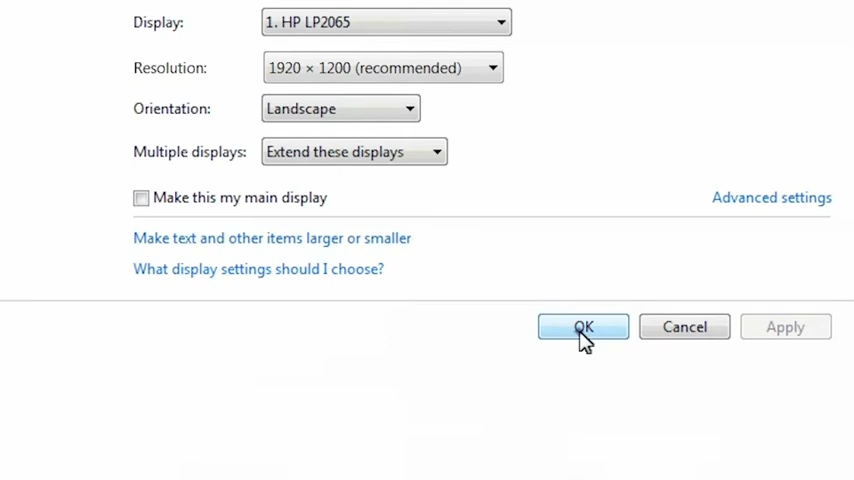 Display: 1. HP LP2065
Resolution: 1920 × 1200 (recommended)
Orientation: Landscape
Multiple displays: Extend these displays
Make this my main display Advanced settings
Make text and other items larger or smaller
What display settings should I choose?
OK Cancel Apply